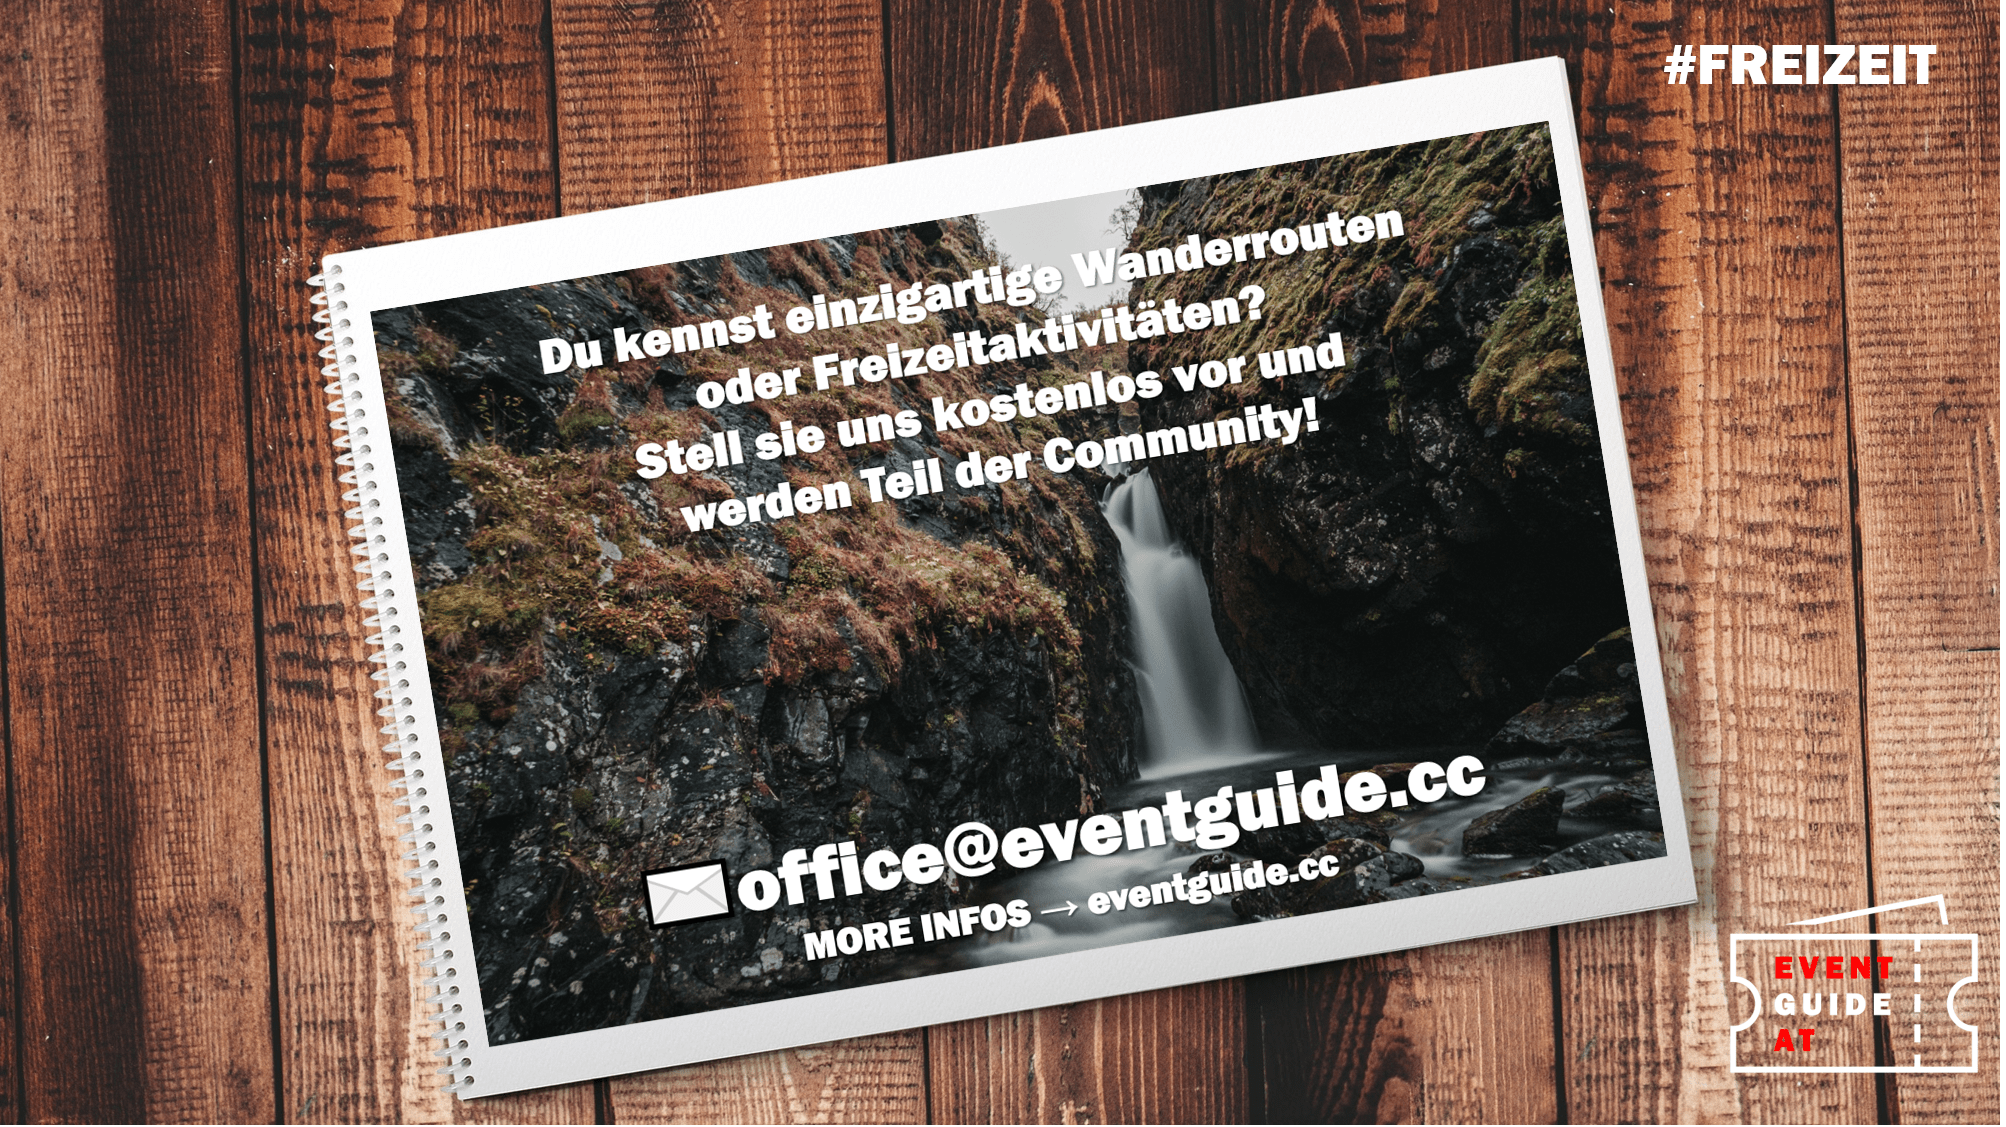 #FREIZEIT
Du kennst einzigartige Wanderrouten
oder Freizeitaktivitäten?
Stell sie uns kostenlos vor und
werden Teil der Community!
office@eventguide.cc
MORE INFOS → eventguide.cc
EVENT
GUIDE
AT